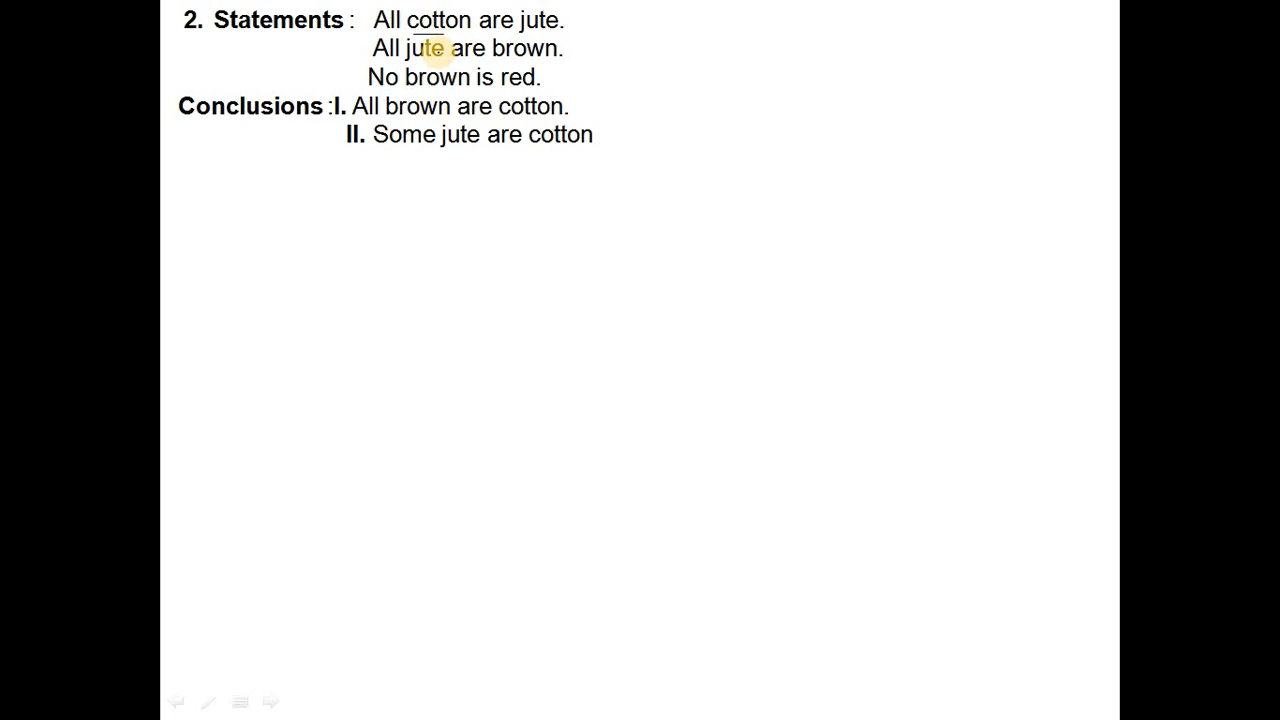 2. Statements : All cotton are jute.
All jute are brown.
No brown is red.
Conclusions :I. All brown are cotton.
II. Some jute are cotton